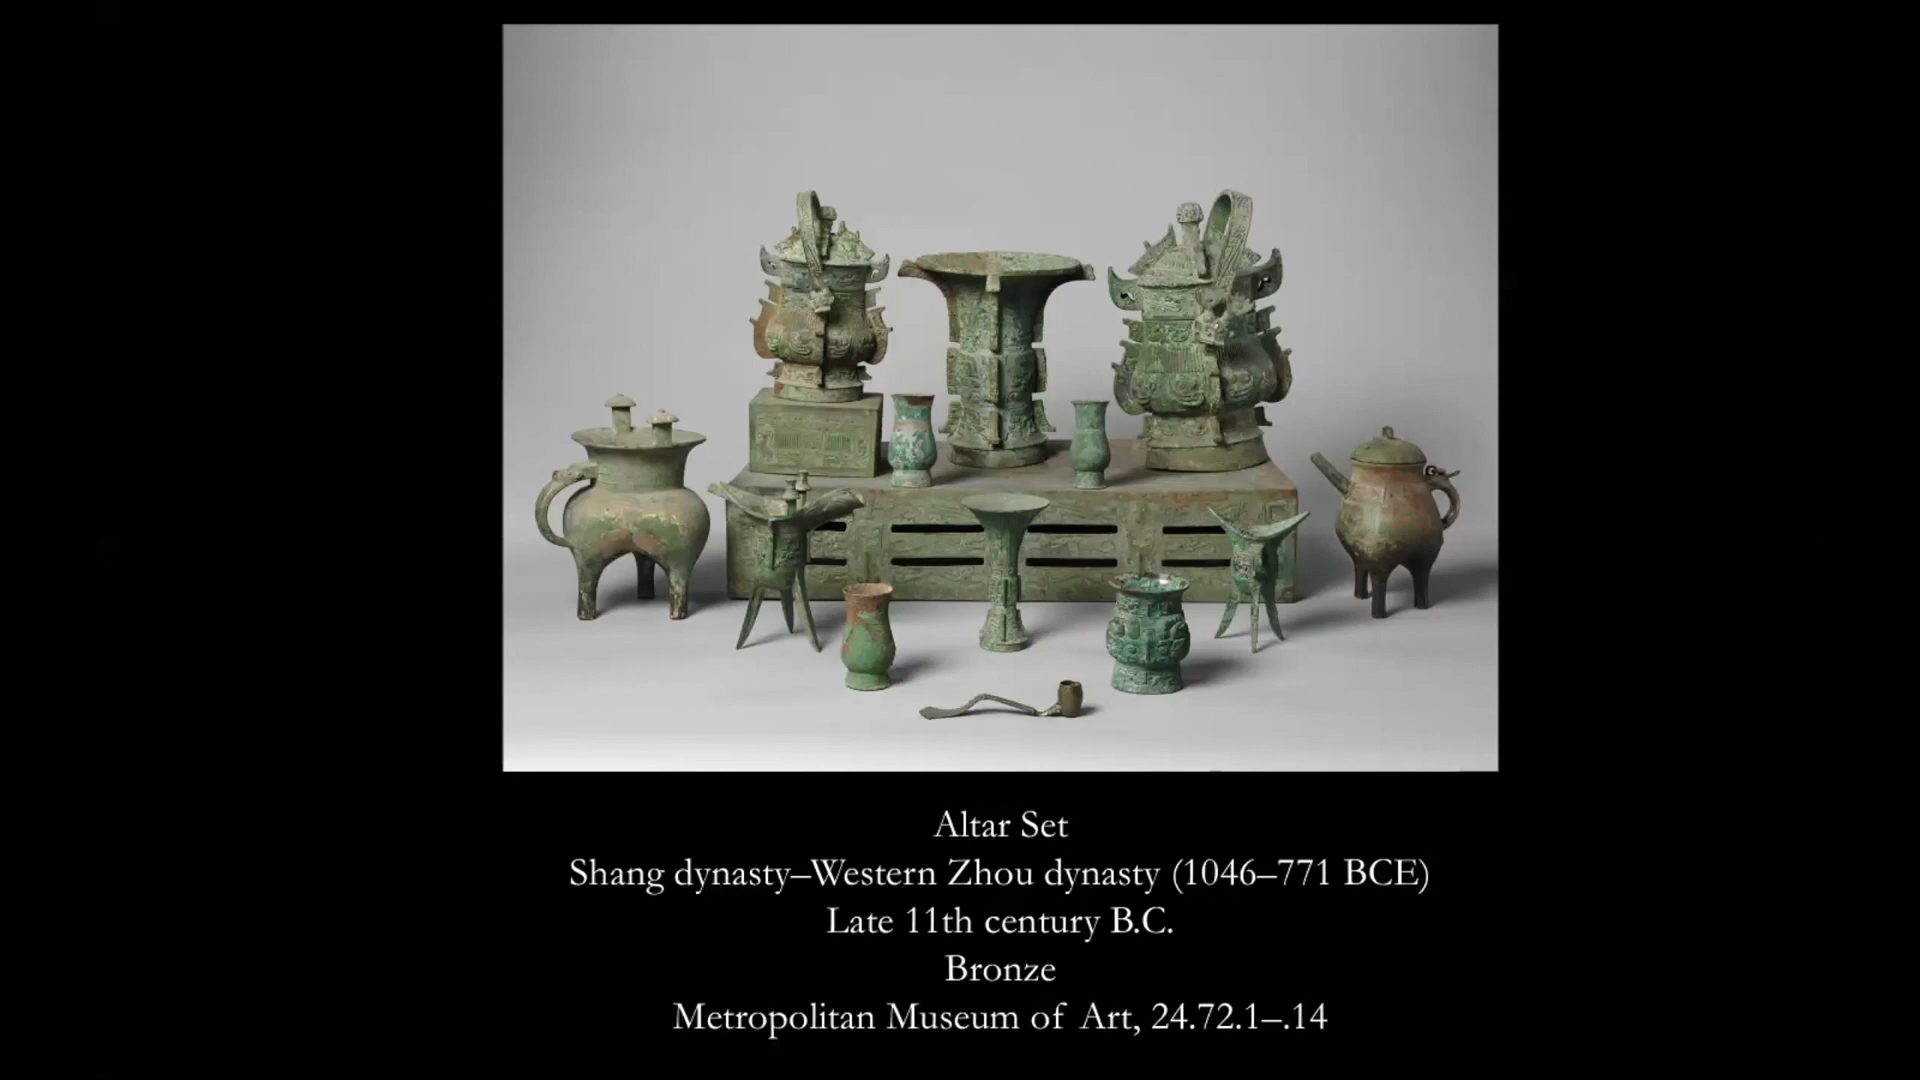 Altar Set
Shang dynasty–Western Zhou dynasty (1046–771 BCE)
Late 11th century B.C.
Bronze
Metropolitan Museum of Art, 24.72.1–.14